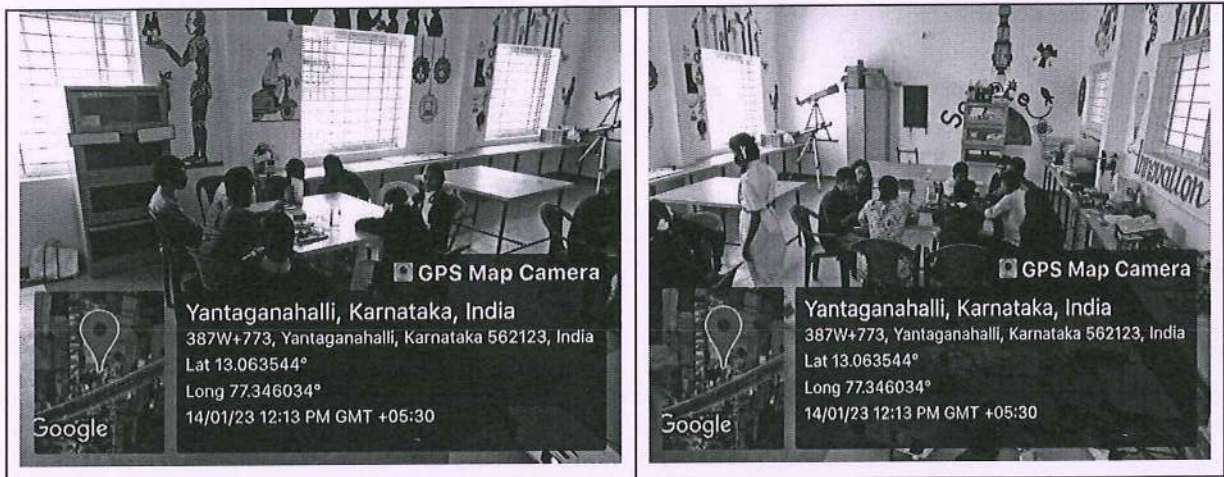 GPS Map Camera
Yantaganahalli, Karnataka, India
387W+773, Yantaganahalli, Karnataka 562123, India
Lat 13.063544°
Long 77.346034°
14/01/23 12:13 PM GMT +05:30
Google
Science
Innovation
GPS Map Camera
Yantaganahalli, Karnataka, India
387W+773, Yantaganahalli, Karnataka 562123, India
Lat 13.063544°
Long 77.346034°
14/01/23 12:13 PM GMT +05:30
Google